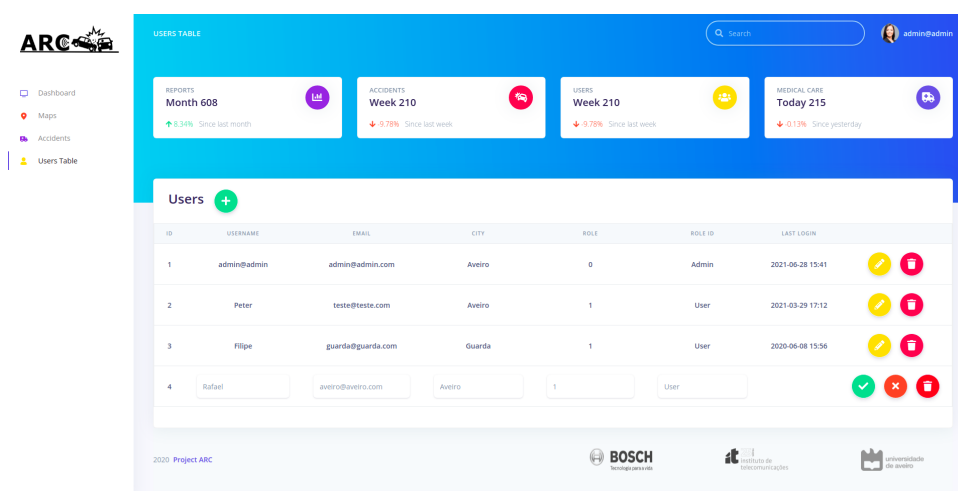 ARC
USERS TABLE
Search
admin@admin
Dashboard
Maps
Accidents
Users Table
REPORTS
Month 608
8.34% Since last month
ACCIDENTS
Week 210
-9.78% Since last week
USERS
Week 210
-9.78% Since last week
MEDICAL CARE
Today 215
-0.13% Since yesterday
Users
ID USERNAME EMAIL CITY ROLE ROLE ID LAST LOGIN
1 admin@admin admin@admin.com Aveiro 0 Admin 2021-06-28 15:41
2 Peter teste@teste.com Aveiro 1 User 2021-03-29 17:12
3 Filipe guarda@guarda.com Guarda 1 User 2020-06-08 15:56
4 Rafael aveiro@aveiro.com Aveiro 1 User
2020 Project ARC
BOSCH
Tecnologia para a vida
it
instituto de
telecomunicações
universidade
de aveiro